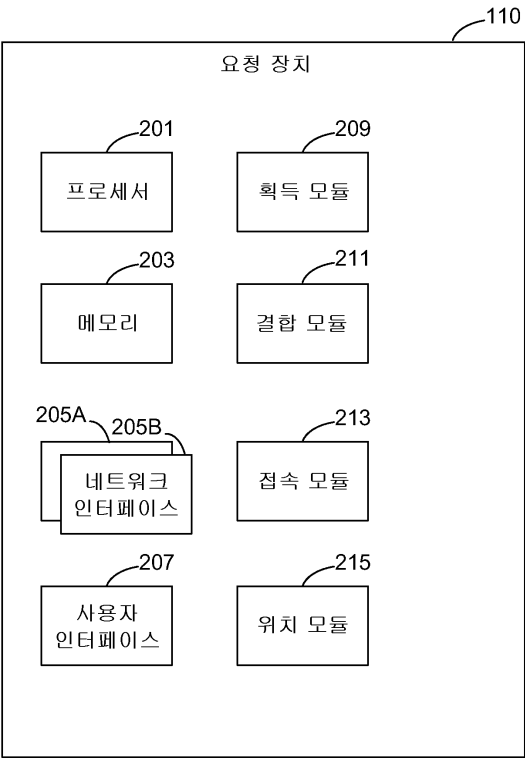 110
요청 장치
201
프로세서
209
획득 모듈
203
메모리
211
결합 모듈
205A
205B
네트워크
인터페이스
213
접속 모듈
207
사용자
인터페이스
215
위치 모듈